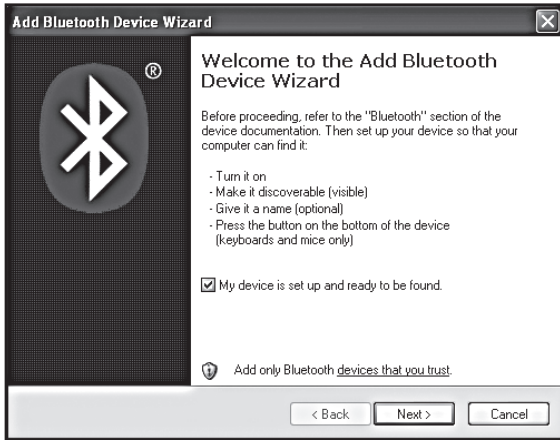 Add Bluetooth Device Wizard
®
Welcome to the Add Bluetooth
Device Wizard
Before proceeding, refer to the "Bluetooth" section of the
device documentation. Then set up your device so that your
computer can find it:
- Turn it on
- Make it discoverable (visible)
- Give it a name (optional)
- Press the button on the bottom of the device
(keyboards and mice only)
My device is set up and ready to be found.
Add only Bluetooth devices that you trust.
< Back Next > Cancel